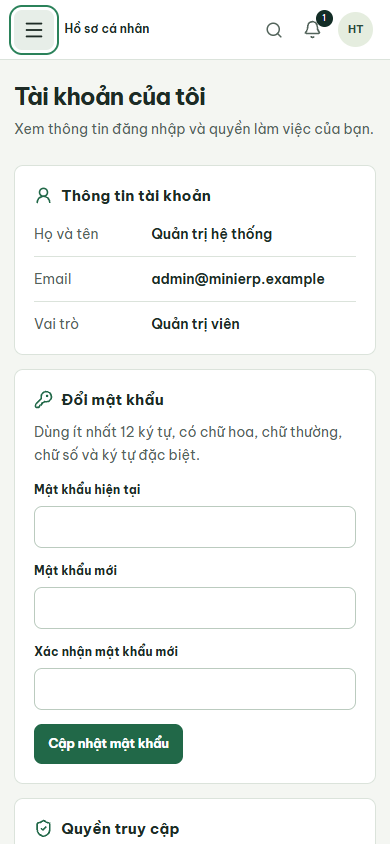 Hồ sơ cá nhân
1
HT
Tài khoản của tôi
Xem thông tin đăng nhập và quyền làm việc của bạn.
Thông tin tài khoản
Họ và tên Quản trị hệ thống
Email admin@minierp.example
Vai trò Quản trị viên
Đổi mật khẩu
Dùng ít nhất 12 ký tự, có chữ hoa, chữ thường,
chữ số và ký tự đặc biệt.
Mật khẩu hiện tại
Mật khẩu mới
Xác nhận mật khẩu mới
Cập nhật mật khẩu
Quyền truy cập